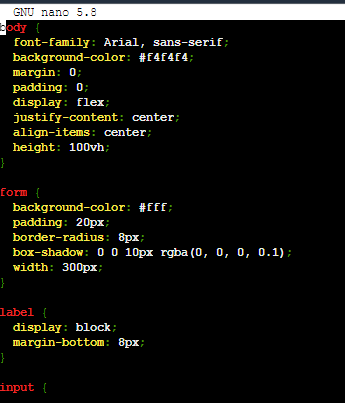 GNU nano 5.8
body {
  font-family: Arial, sans-serif;
  background-color: #f4f4f4;
  margin: 0;
  padding: 0;
  display: flex;
  justify-content: center;
  align-items: center;
  height: 100vh;
}
form {
  background-color: #fff;
  padding: 20px;
  border-radius: 8px;
  box-shadow: 0 0 10px rgba(0, 0, 0, 0.1);
  width: 300px;
}
label {
  display: block;
  margin-bottom: 8px;
}
input {